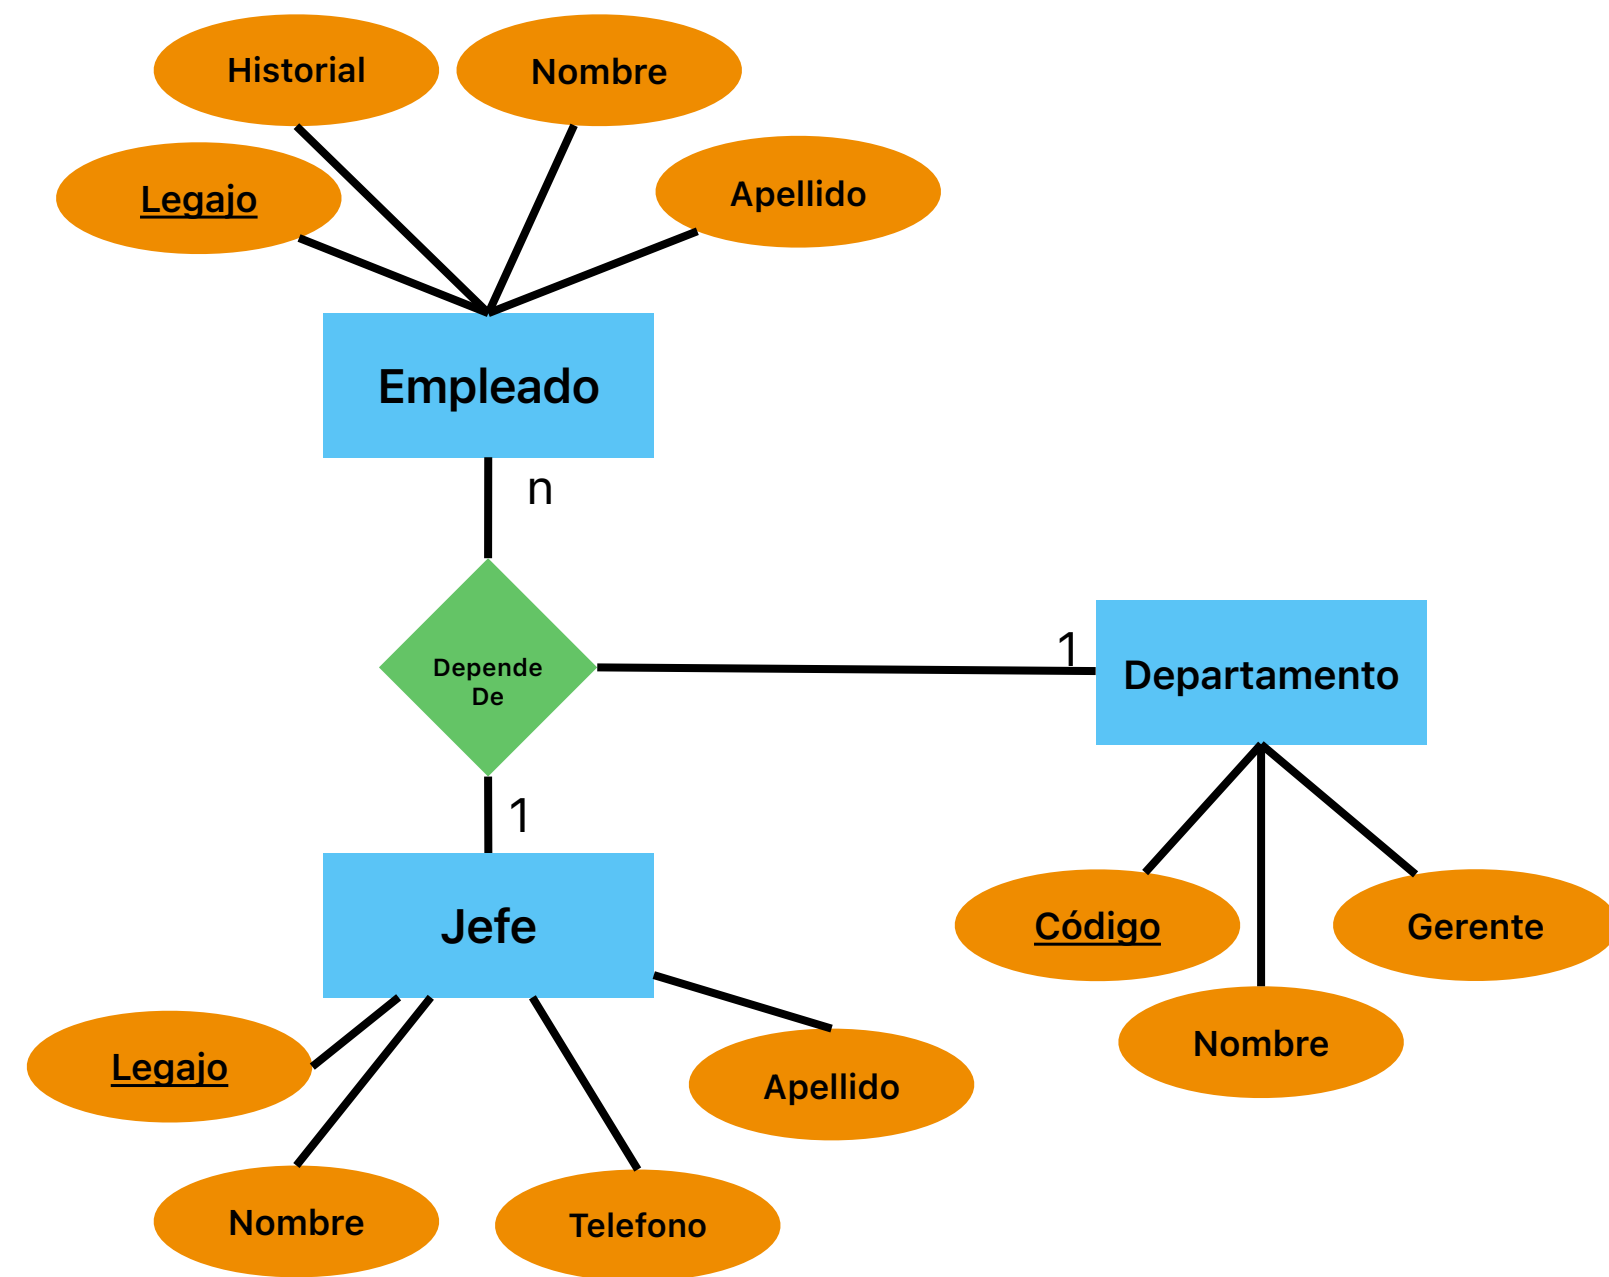 Historial
Nombre
Legajo
Apellido
Empleado
n
Depende
De
1
Departamento
1
Jefe
Código
Gerente
Nombre
Legajo
Apellido
Nombre
Telefono